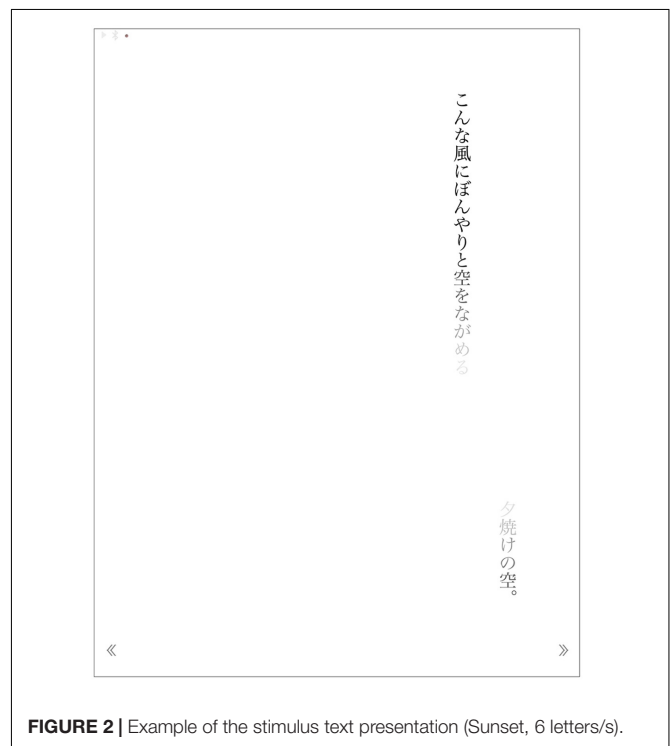 夕焼けの空。
こんな風にぼんやりと空をながめる
《
》
FIGURE 2 | Example of the stimulus text presentation (Sunset, 6 letters/s).